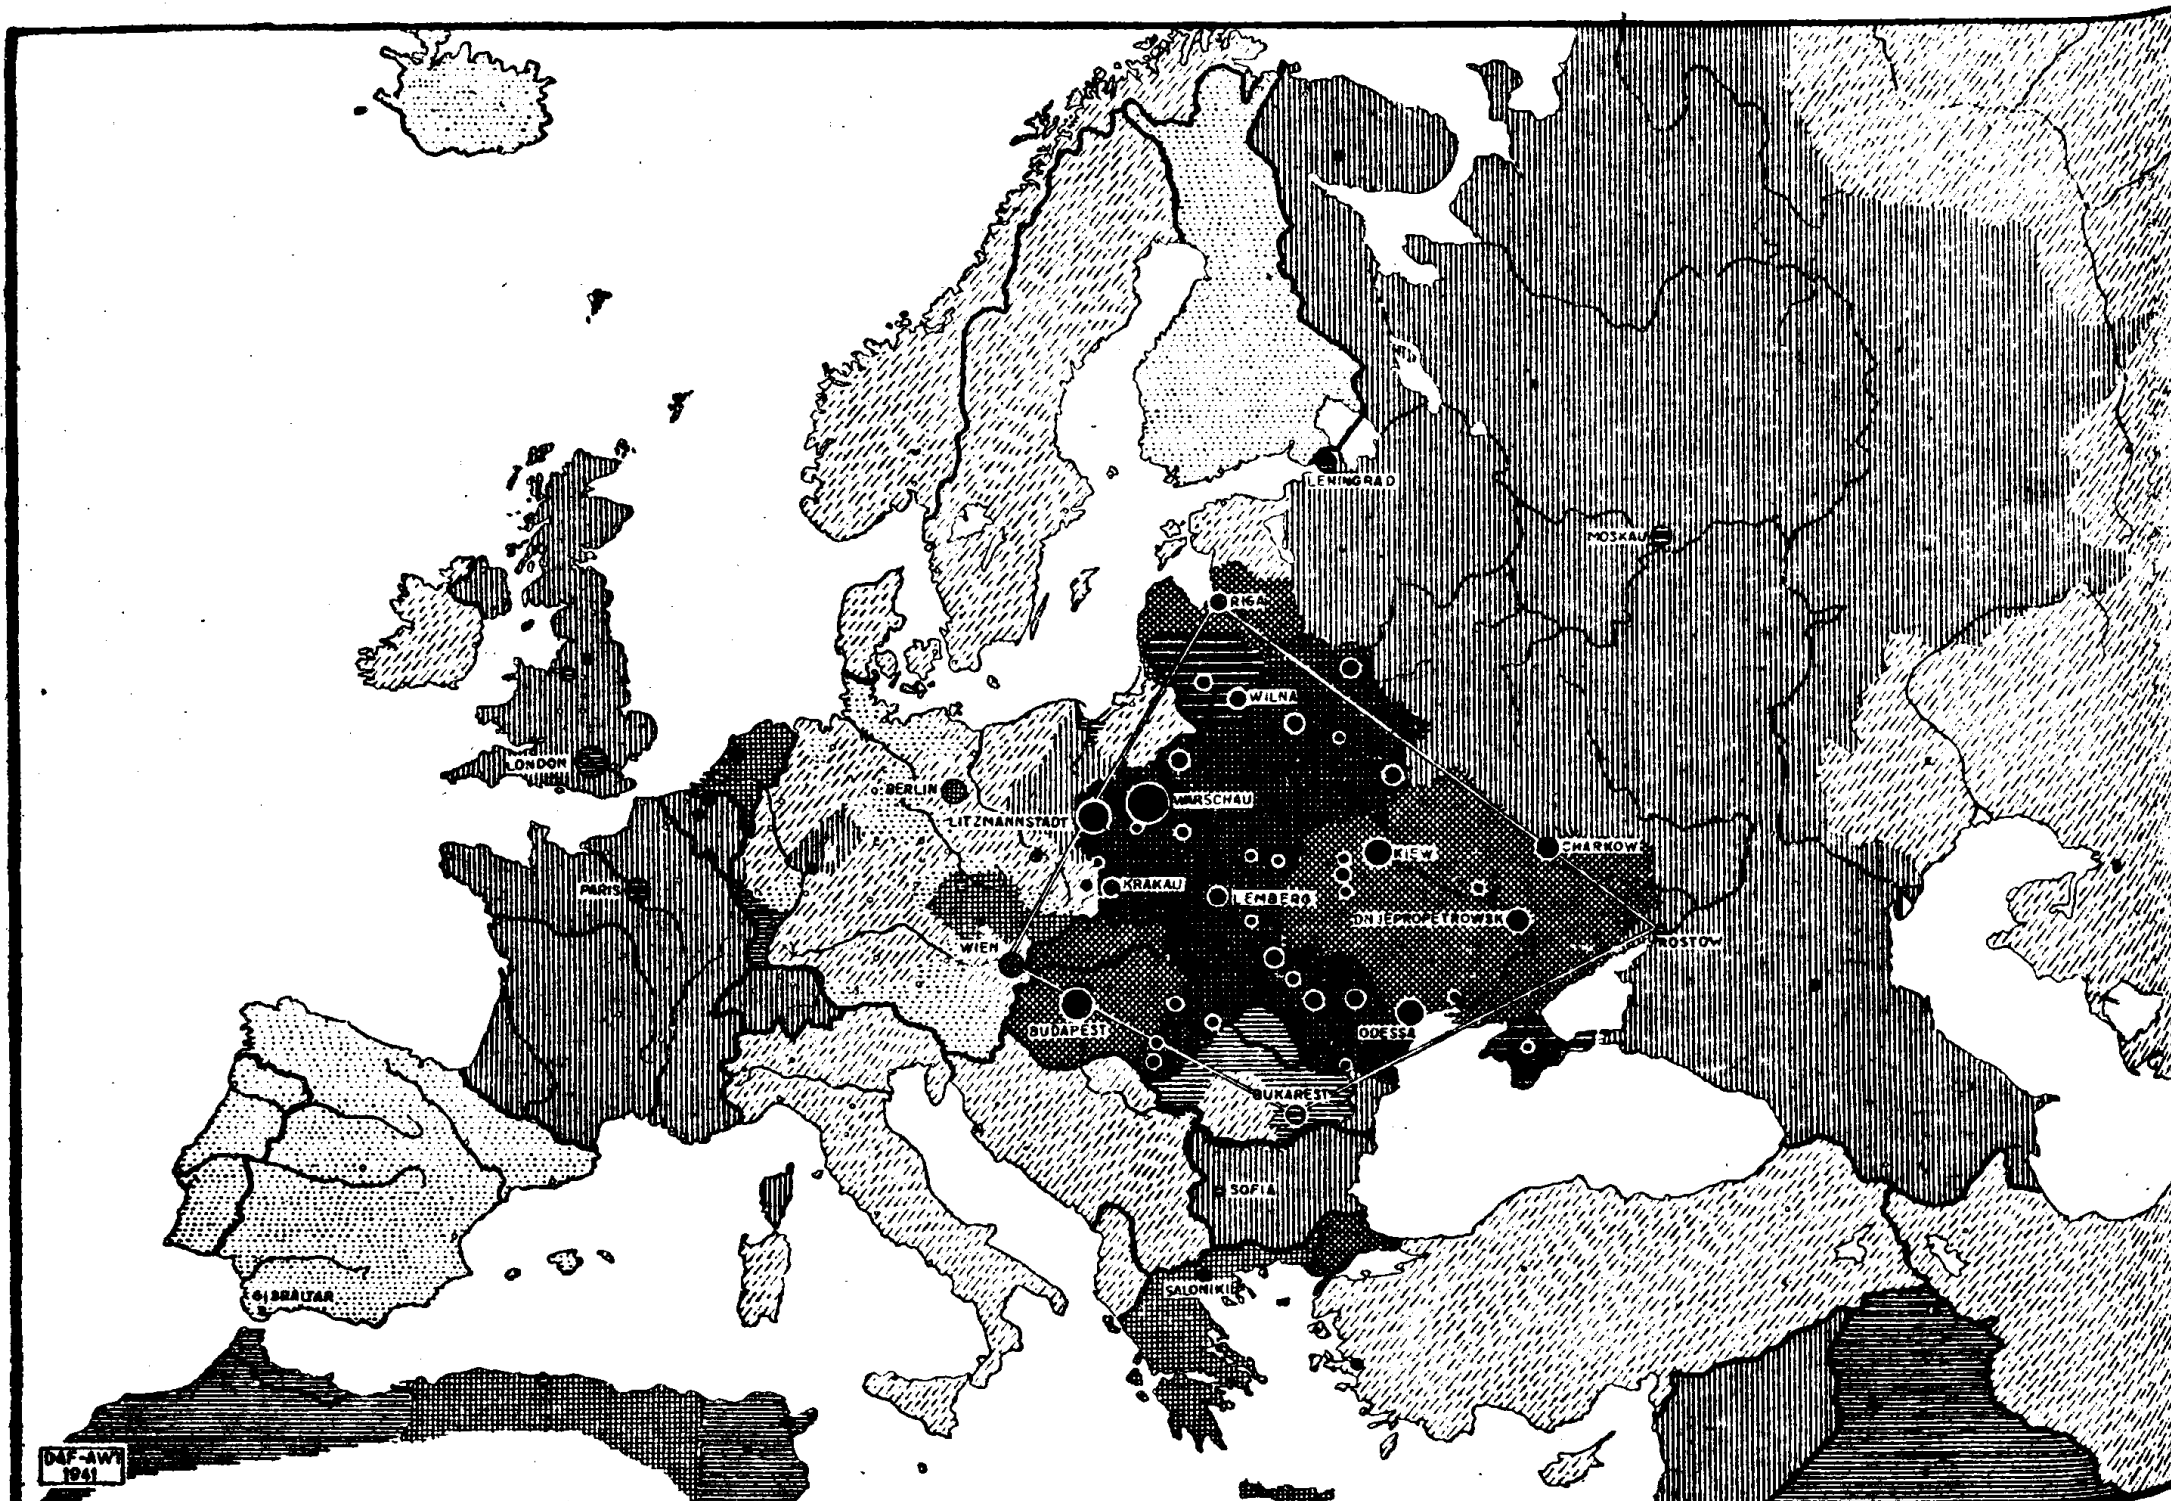 LENINGRAD
MOSKAU
RIGA
WILNA
LONDON
BERLIN
WARSCHAU
LITZMANNSTADT
CHARKOW
KIEW
PARIS
KRAKAU
LEMBERG
DNJEPROPETROWSK
ROSTOW
WIEN
BUDAPEST
ODESSA
BUKAREST
SOFIA
SALONIKI
GIBRALTAR
DAF-AWI
1941